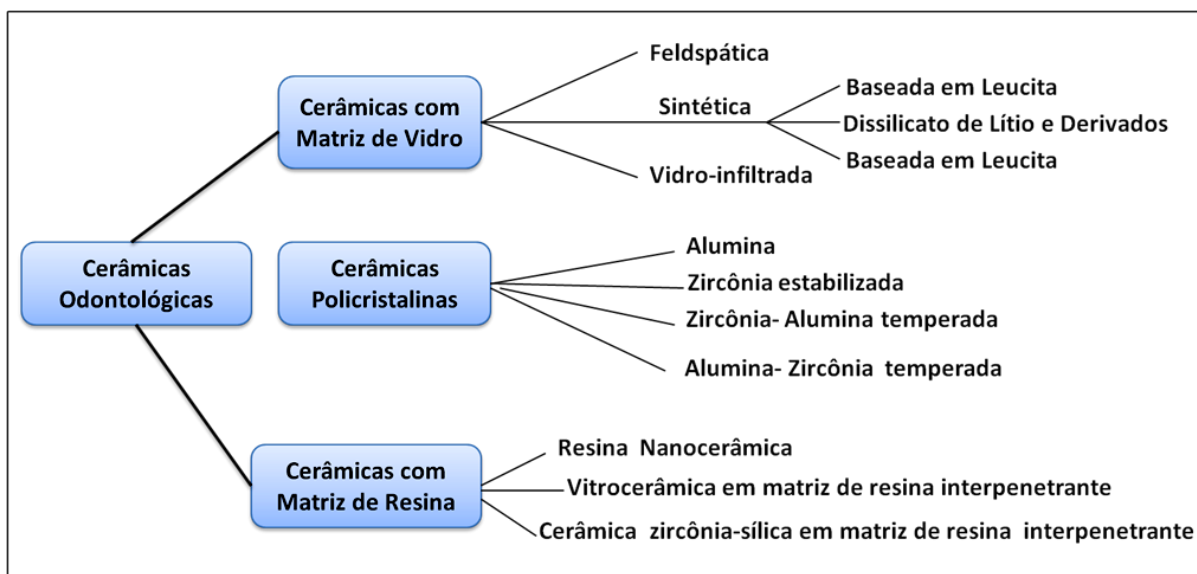 Cerâmicas com
Matriz de Vidro
Feldspática
Sintética
Baseada em Leucita
Dissilicato de Lítio e Derivados
Baseada em Leucita
Vidro-infiltrada
Cerâmicas
Odontológicas
Cerâmicas
Policristalinas
Alumina
Zircônia estabilizada
Zircônia- Alumina temperada
Alumina- Zircônia temperada
Cerâmicas com
Matriz de Resina
Resina Nanocerâmica
Vitrocerâmica em matriz de resina interpenetrante
Cerâmica zircônia-sílica em matriz de resina interpenetrante